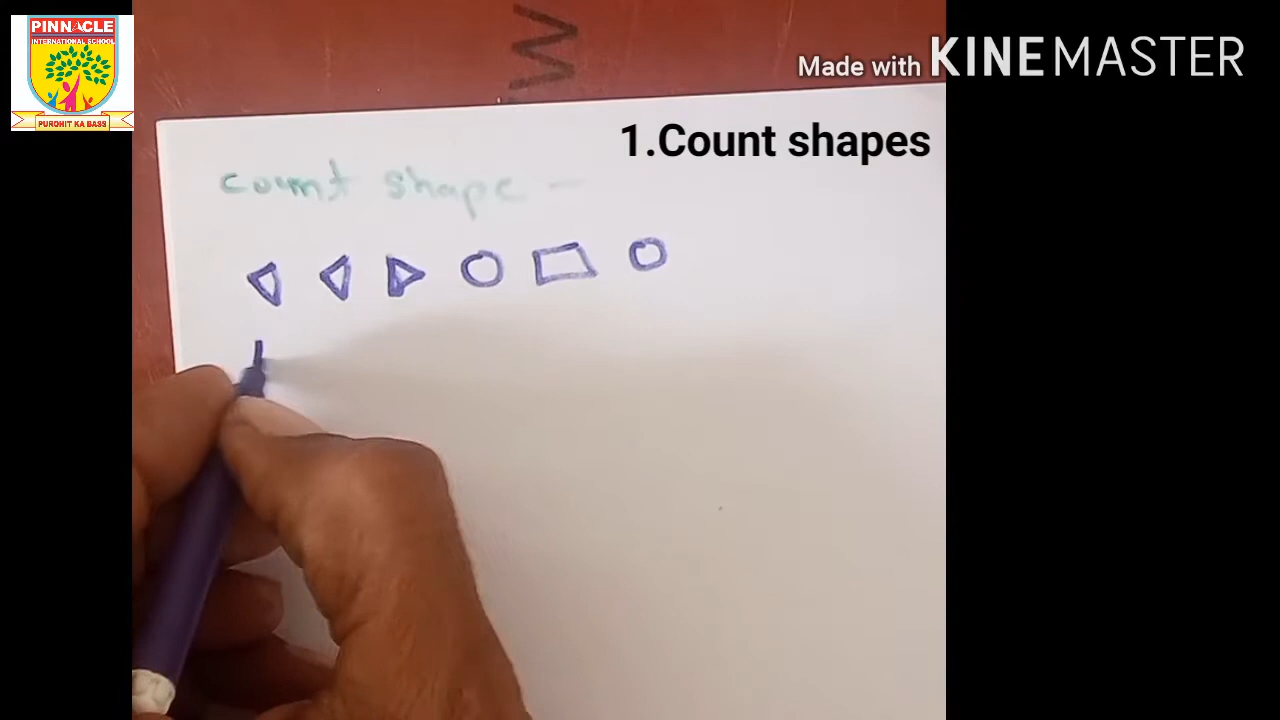 PINNACLE
INTERNATIONAL SCHOOL
PUROHIT KA BASS
Made with KINEMASTER
W
1.Count shapes
count shape -